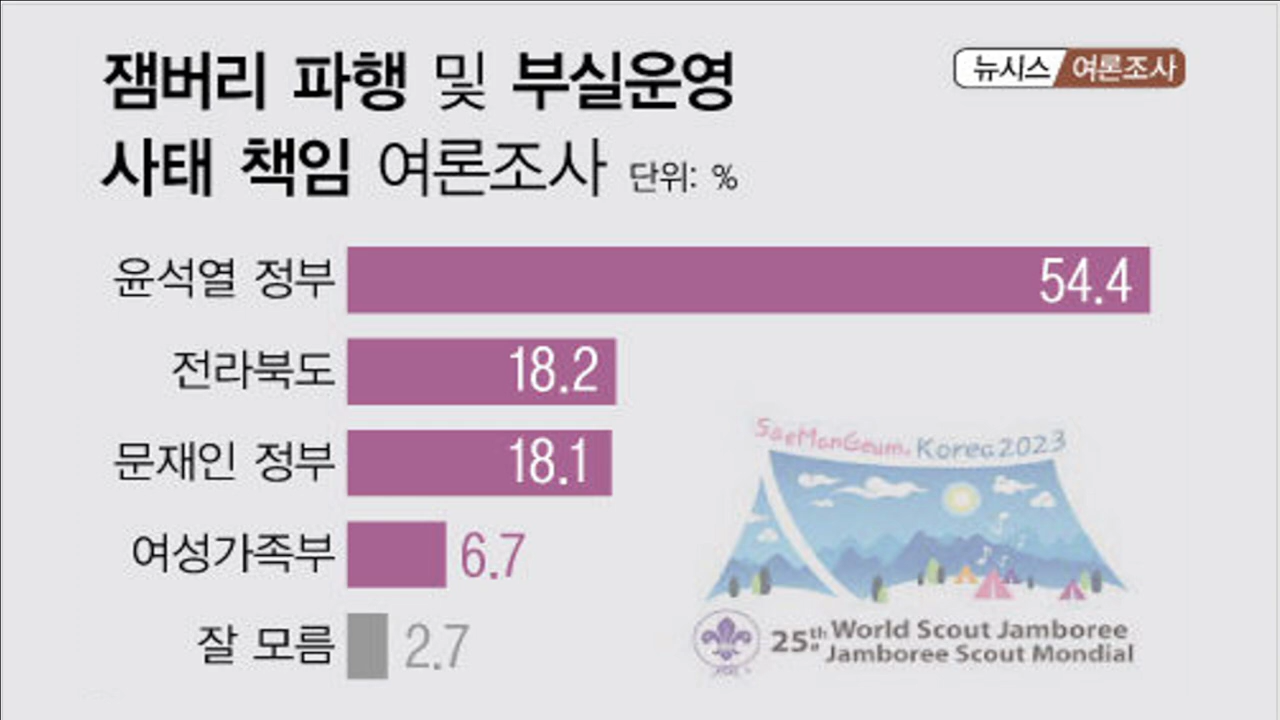 잼버리 파행 및 부실운영
사태 책임 여론조사 단위: %
뉴시스 여론조사
윤석열 정부 54.4
전라북도 18.2
문재인 정부 18.1
여성가족부 6.7
잘 모름 2.7
SaeManGeum, Korea 2023
25th World Scout Jamboree
e Jamboree Scout Mondial